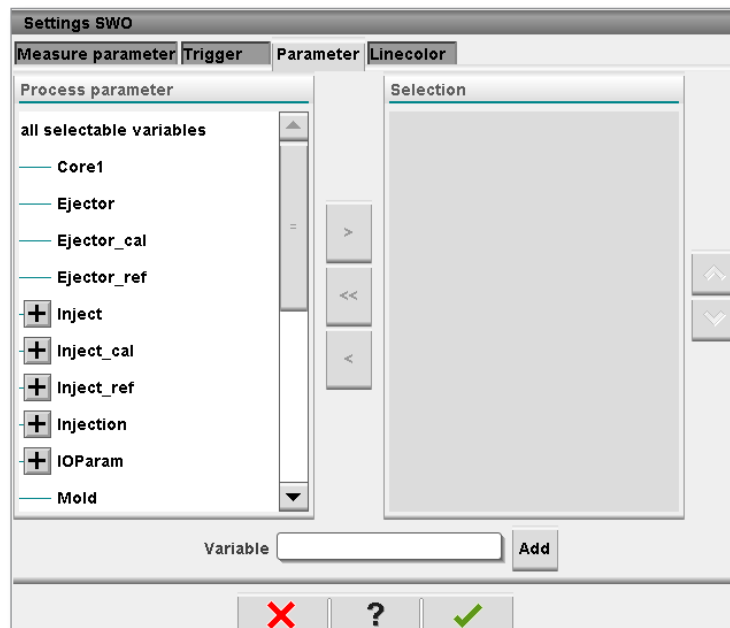 Settings SWO
Measure parameter Trigger Parameter Linecolor
Process parameter
all selectable variables
Core1
Ejector
Ejector_cal
Ejector_ref
Inject
Inject_cal
Inject_ref
Injection
IOParam
Mold
>
<<
<
Selection
Variable Add
?